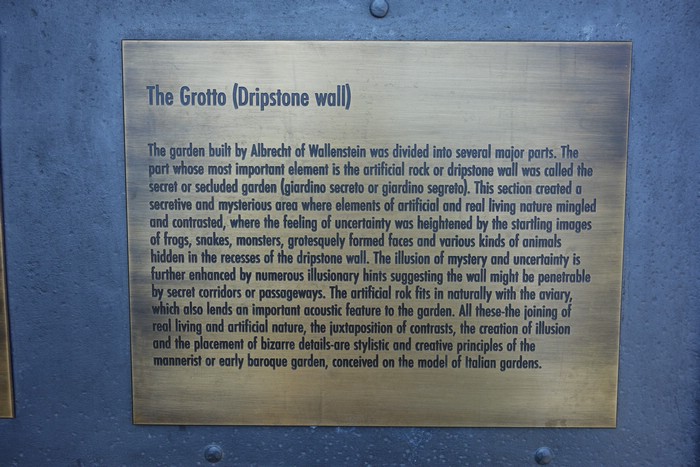 The Grotto (Dripstone wall)
The garden built by Albrecht of Wallenstein was divided into several major parts. The
part whose most important element is the artificial rock or dripstone wall was called the
secret or secluded garden (giardino secreto or giardino segreto). This section created a
secretive and mysterious area where elements of artificial and real living nature mingled
and contrasted, where the feeling of uncertainty was heightened by the startling images
of frogs, snakes, monsters, grotesquely formed faces and various kinds of animals
hidden in the recesses of the dripstone wall. The illusion of mystery and uncertainty is
further enhanced by numerous illusionary hints suggesting the wall might be penetrable
by secret corridors or passageways. The artificial rok fits in naturally with the aviary,
which also lends an important acoustic feature to the garden. All these-the joining of
real living and artificial nature, the juxtaposition of contrasts, the creation of illusion
and the placement of bizarre details-are stylistic and creative principles of the
mannerist or early baroque garden, conceived on the model of Italian gardens.